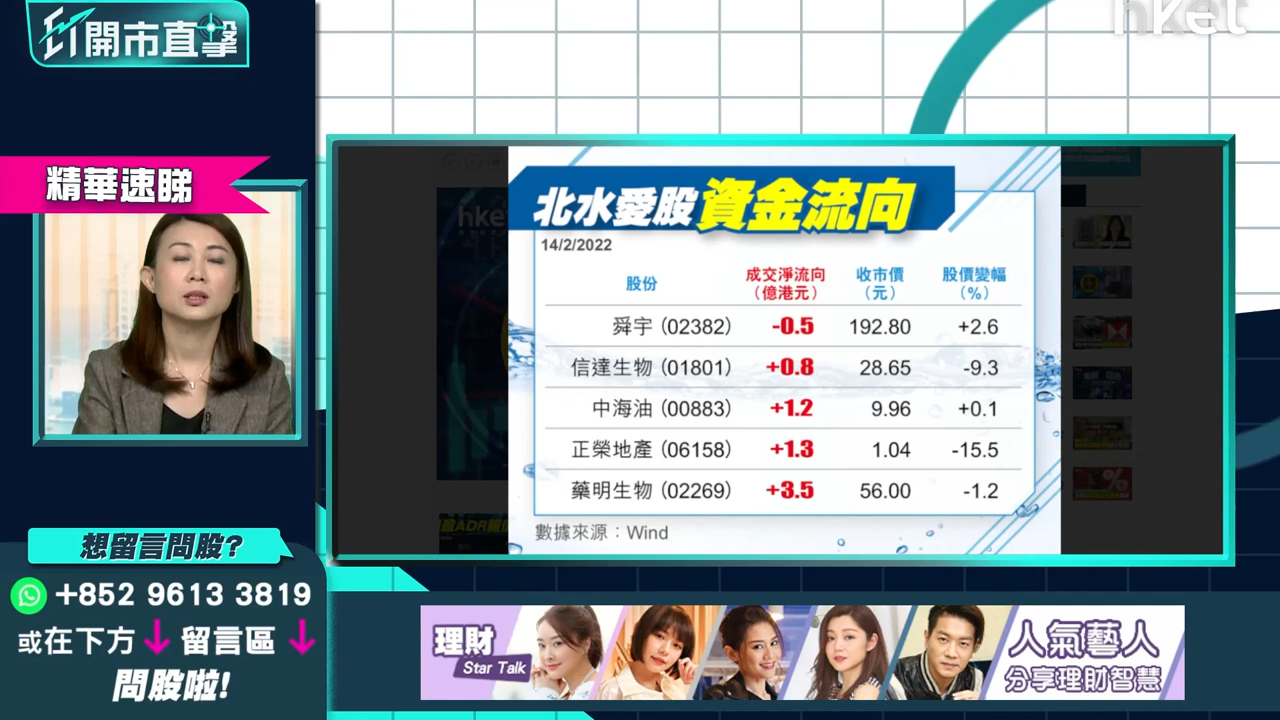 ET開市直擊
hket
精華速睇
北水愛股資金流向
14/2/2022
股份 成交淨流向（億港元） 收市價（元） 股價變幅（%）
舜宇 (02382) -0.5 192.80 +2.6
信達生物 (01801) +0.8 28.65 -9.3
中海油 (00883) +1.2 9.96 +0.1
正榮地產 (06158) +1.3 1.04 -15.5
藥明生物 (02269) +3.5 56.00 -1.2
數據來源：Wind
想留言問股?
+852 9613 3819
或在下方↓留言區↓
問股啦!
理財
Star Talk
人氣藝人
分享理財智慧